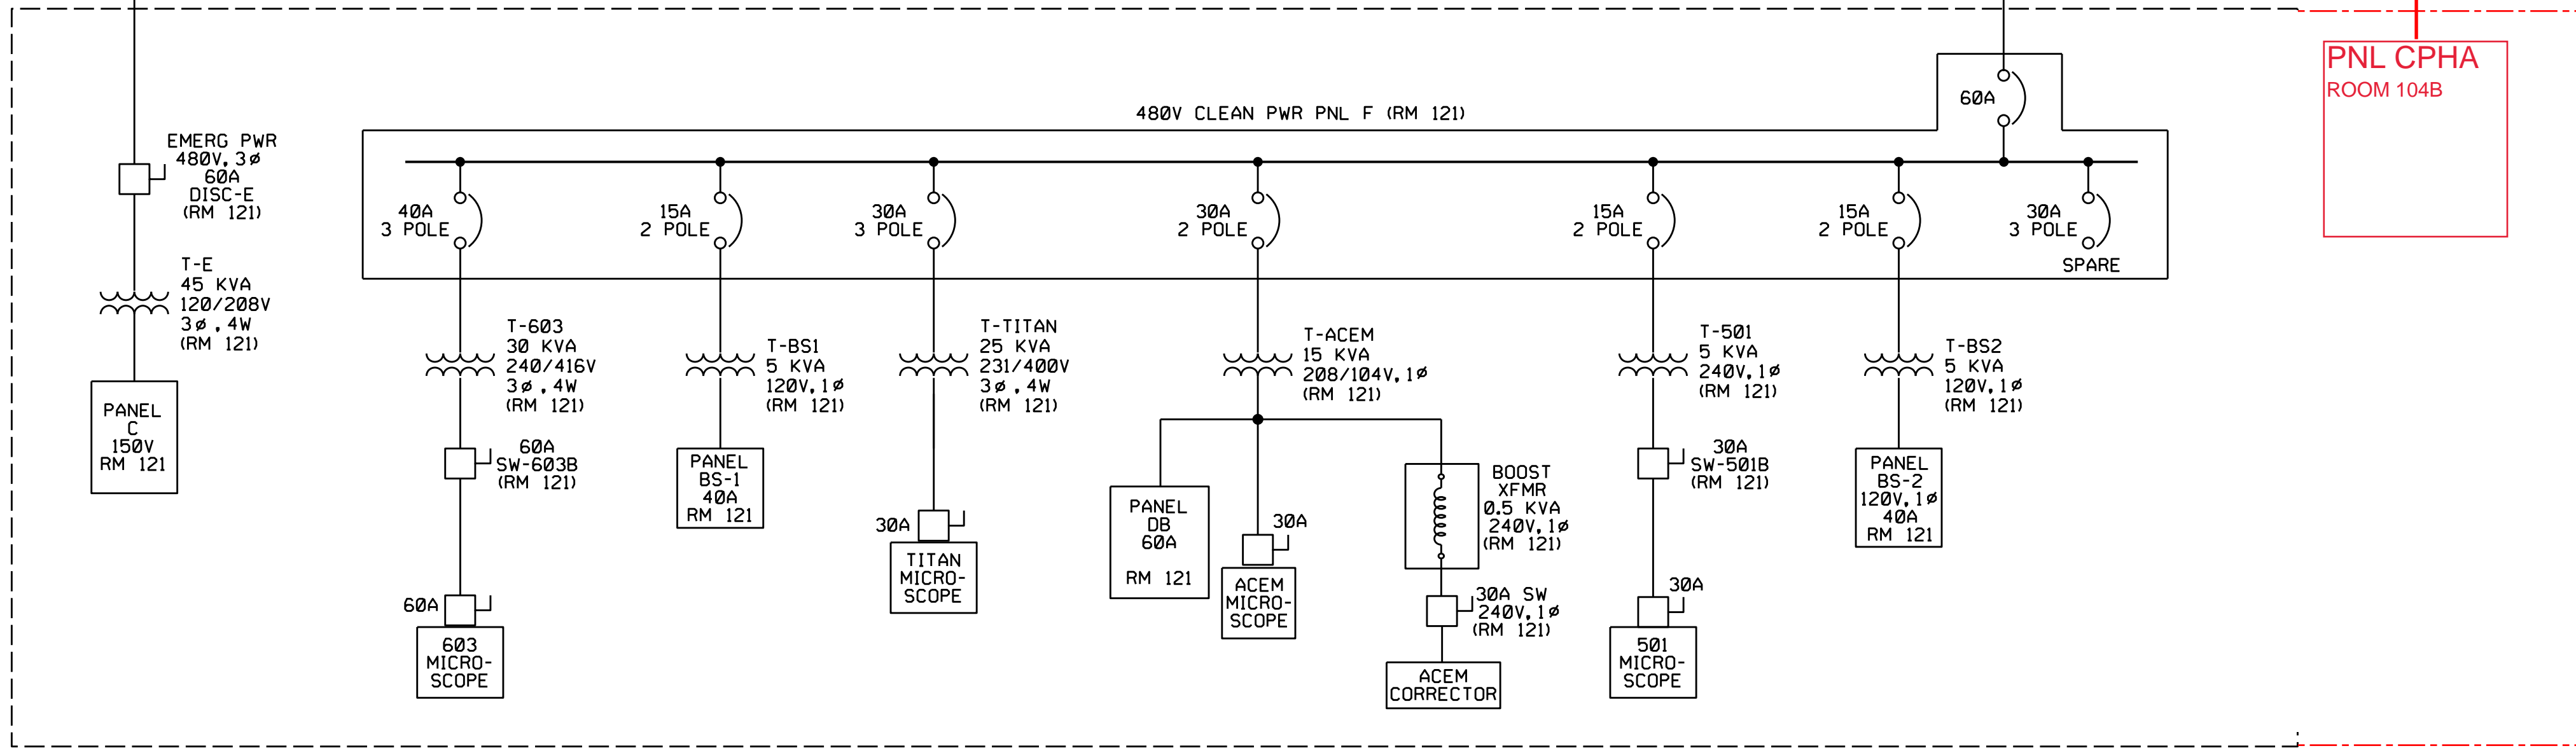 PNL CPHA
ROOM 104B
480V CLEAN PWR PNL F (RM 121)
60A
EMERG PWR
480V, 3ø
60A
DISC-E
(RM 121)
T-E
45 KVA
120/208V
3ø, 4W
(RM 121)
PANEL
C
150V
RM 121
40A
3 POLE
15A
2 POLE
30A
3 POLE
30A
2 POLE
15A
2 POLE
15A
2 POLE
30A
3 POLE
SPARE
T-603
30 KVA
240/416V
3ø, 4W
(RM 121)
60A
SW-603B
(RM 121)
60A
603
MICRO-
SCOPE
T-BS1
5 KVA
120V, 1ø
(RM 121)
PANEL
BS-1
40A
RM 121
T-TITAN
25 KVA
231/400V
3ø, 4W
(RM 121)
30A
TITAN
MICRO-
SCOPE
T-ACEM
15 KVA
208/104V, 1ø
(RM 121)
PANEL
DB
60A
RM 121
30A
ACEM
MICRO-
SCOPE
BOOST
XFMR
0.5 KVA
240V, 1ø
(RM 121)
30A SW
240V, 1ø
(RM 121)
ACEM
CORRECTOR
T-501
5 KVA
240V, 1ø
(RM 121)
30A
SW-501B
(RM 121)
30A
501
MICRO-
SCOPE
T-BS2
5 KVA
120V, 1ø
(RM 121)
PANEL
BS-2
120V, 1ø
40A
RM 121